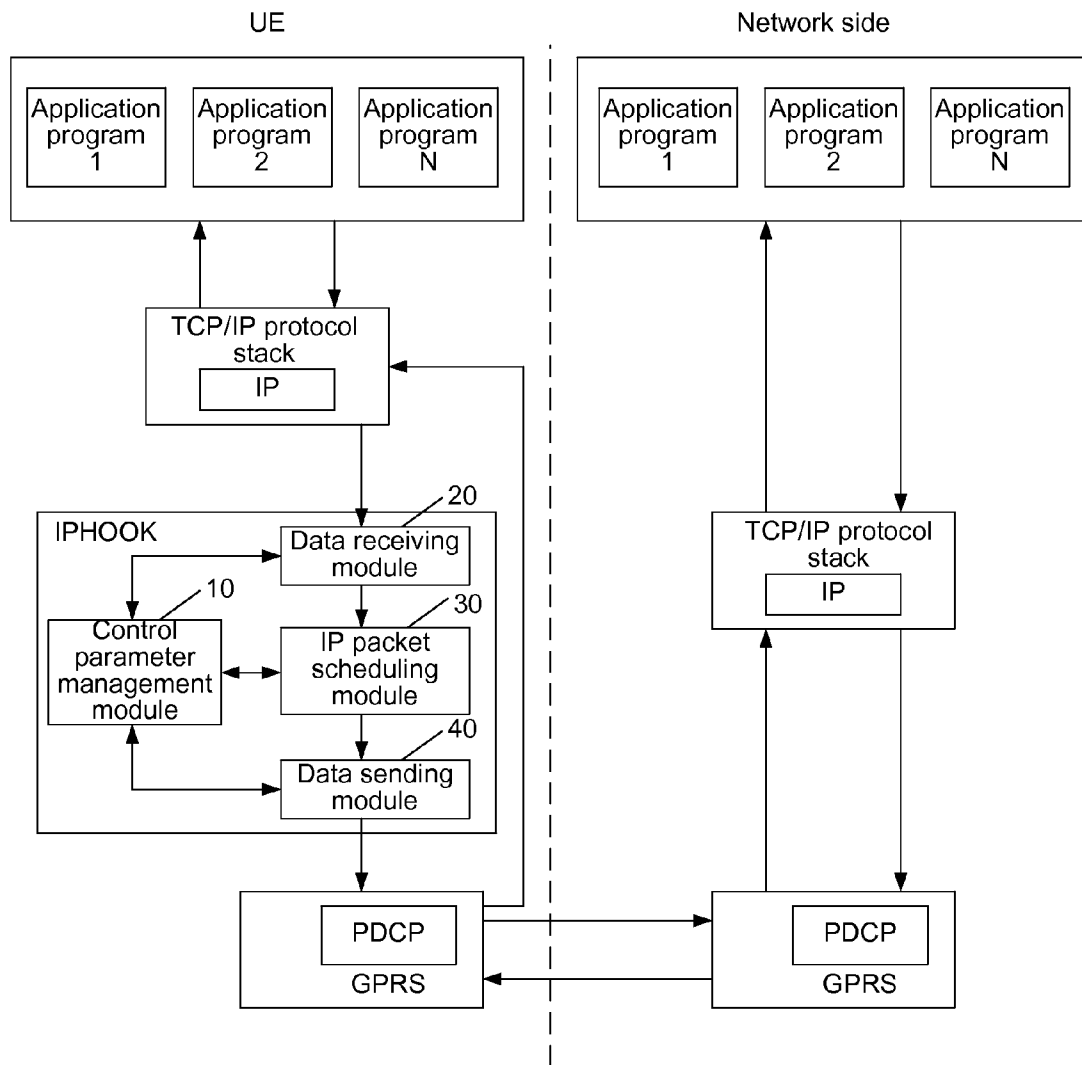 UE
Network side
Application
program
1
Application
program
2
Application
program
N
Application
program
1
Application
program
2
Application
program
N
TCP/IP protocol
stack
IP
IPHOOK
20
Data receiving
module
10
Control
parameter
management
module
30
IP packet
scheduling
module
40
Data sending
module
TCP/IP protocol
stack
IP
PDCP
GPRS
PDCP
GPRS